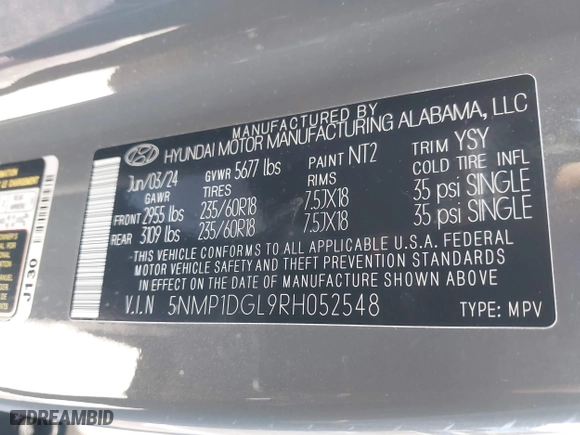 MANUFACTURED BY
HYUNDAI MOTOR MANUFACTURING ALABAMA, LLC
Jun/03/24 GVWR 5677 lbs PAINT NT2 TRIM YSY
GAWR TIRES RIMS COLD TIRE INFL
FRONT 2955 lbs 235/60R18 7.5JX18 35 psi SINGLE
REAR 3109 lbs 235/60R18 7.5JX18 35 psi SINGLE
THIS VEHICLE CONFORMS TO ALL APPLICABLE U.S.A. FEDERAL
MOTOR VEHICLE SAFETY AND THEFT PREVENTION STANDARDS
IN EFFECT ON THE DATE OF MANUFACTURE SHOWN ABOVE.
V.I.N 5NMP1DGL9RH052548 TYPE: MPV
J130
DREAMBID